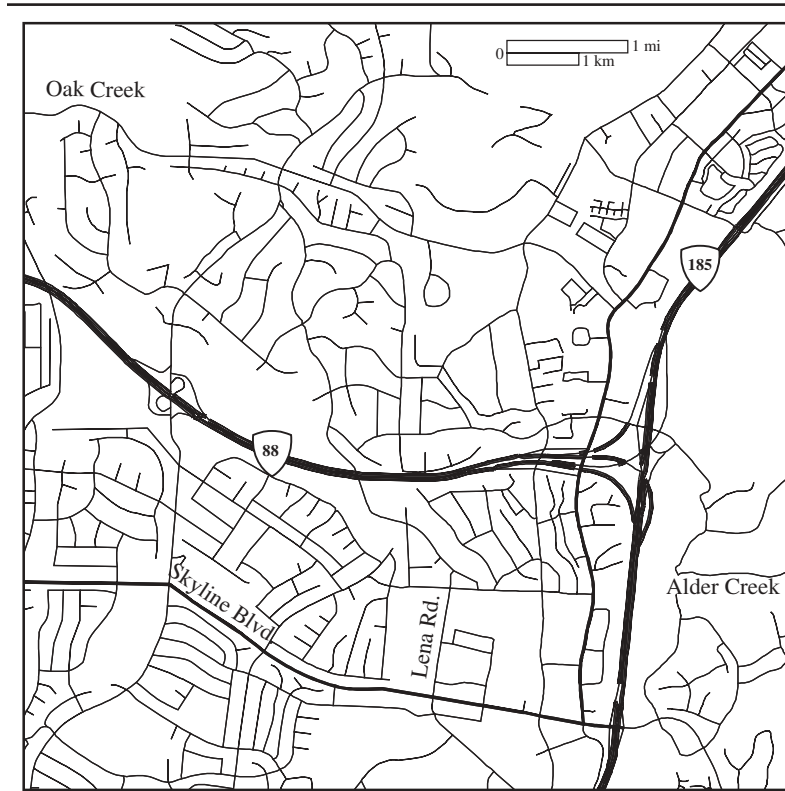 1 mi
0
1 km
Oak Creek
185
88
Skyline Blvd
Lena Rd.
Alder Creek